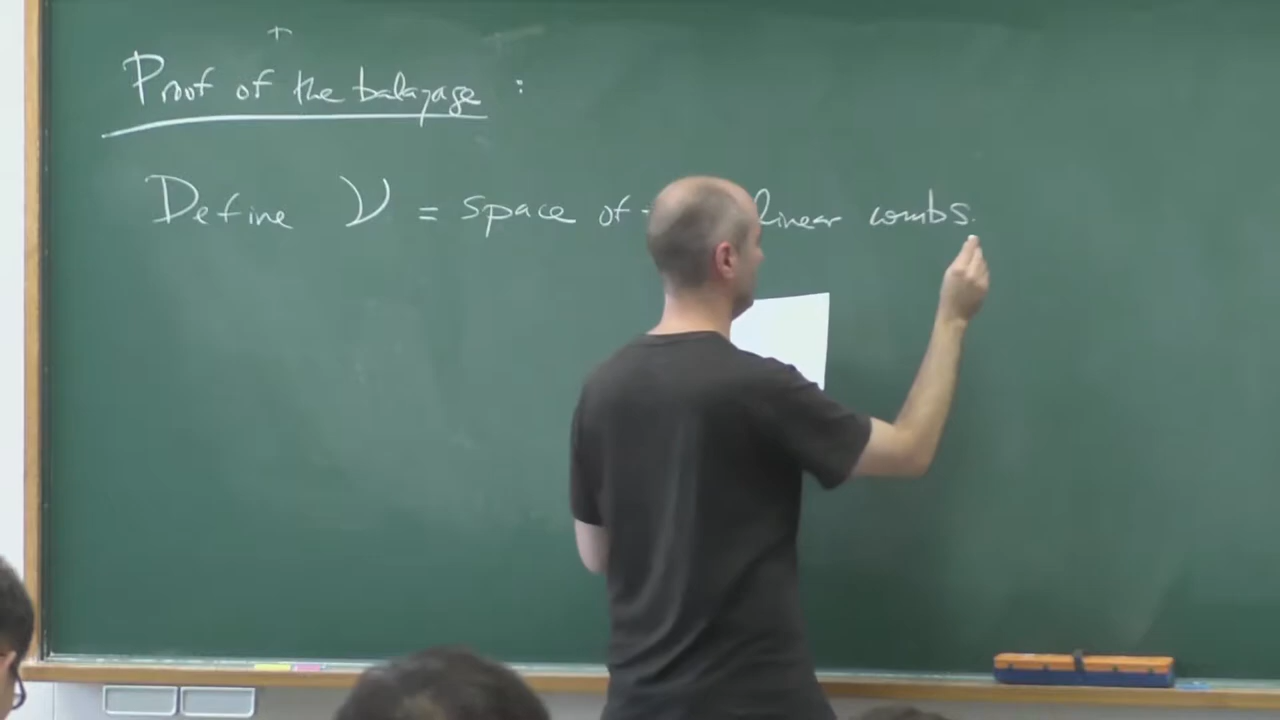 Proof of the balayage :
Define V = space of linear combs.